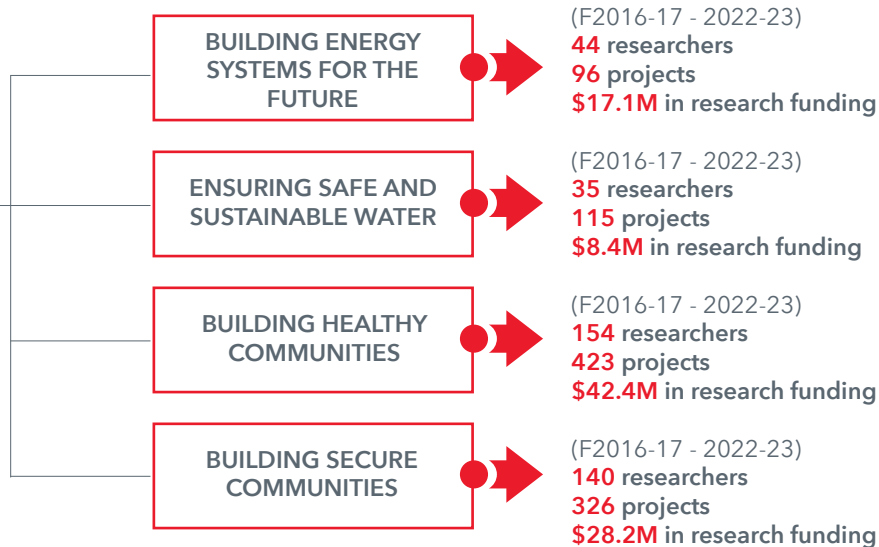 BUILDING ENERGY
SYSTEMS FOR THE
FUTURE
(F2016-17 - 2022-23)
44 researchers
96 projects
$17.1M in research funding
ENSURING SAFE AND
SUSTAINABLE WATER
(F2016-17 - 2022-23)
35 researchers
115 projects
$8.4M in research funding
BUILDING HEALTHY
COMMUNITIES
(F2016-17 - 2022-23)
154 researchers
423 projects
$42.4M in research funding
BUILDING SECURE
COMMUNITIES
(F2016-17 - 2022-23)
140 researchers
326 projects
$28.2M in research funding